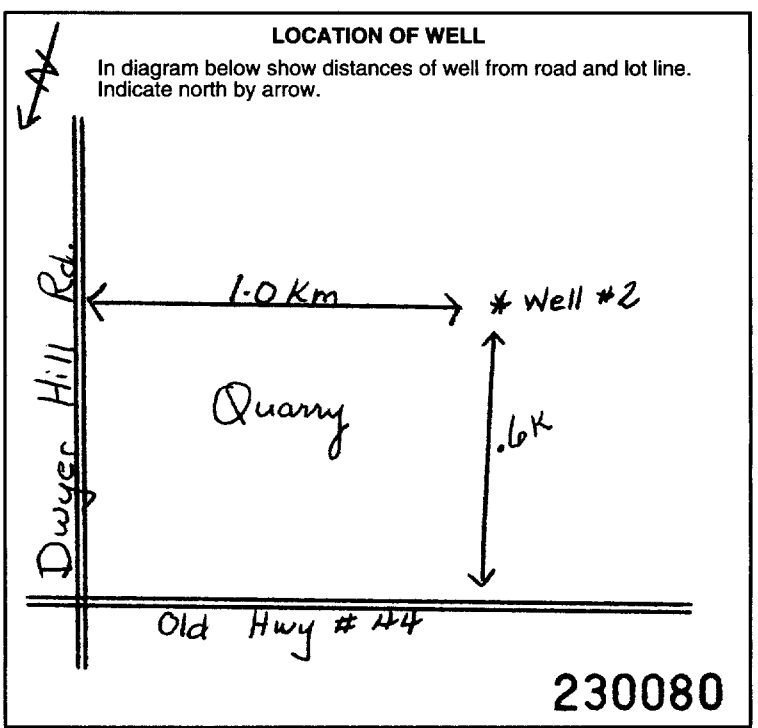 LOCATION OF WELL
In diagram below show distances of well from road and lot line.
Indicate north by arrow.
N
1.0 Km
* Well #2
Dwyer Hill Rd.
Quarry
.6K
Old Hwy # 44
230080